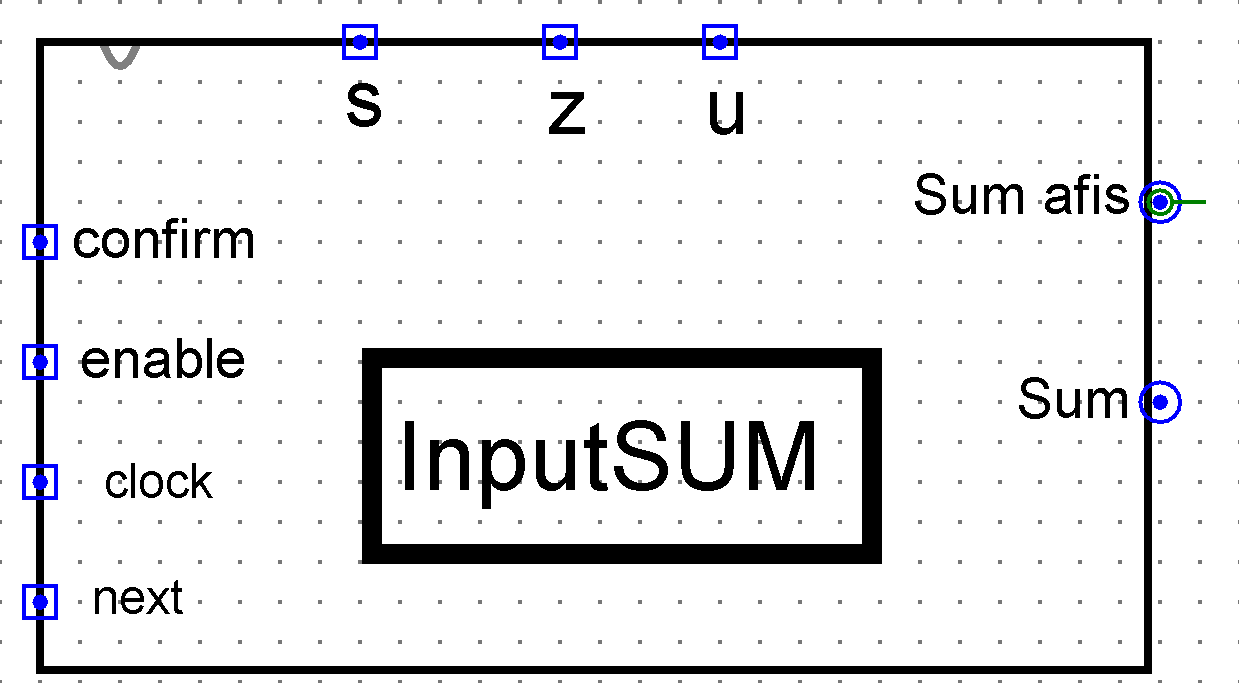 s z u
Sum afis
confirm
enable
Sum
InputSUM
clock
next